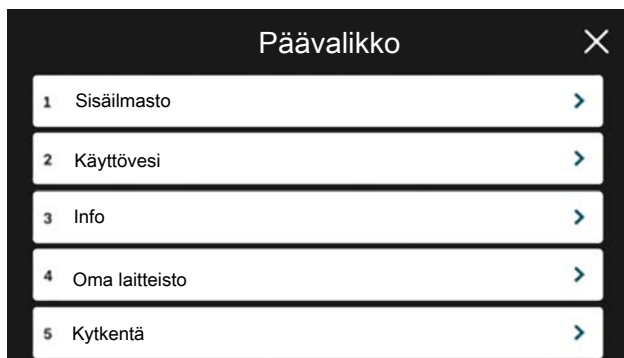 Päävalikko
1 Sisäilmasto
2 Käyttövesi
3 Info
4 Oma laitteisto
5 Kytkentä